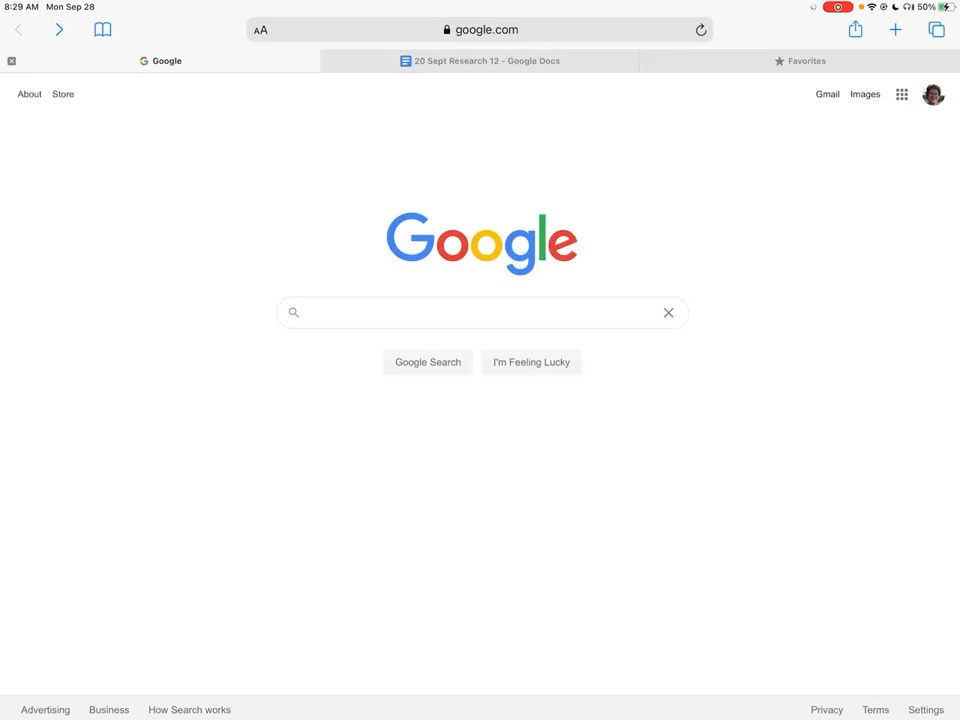 8:29 AM Mon Sep 28
50%
AA
google.com
Google
20 Sept Research 12 - Google Docs
Favorites
About Store
Gmail Images
Google
Google Search
I'm Feeling Lucky
Advertising Business How Search works
Privacy Terms Settings